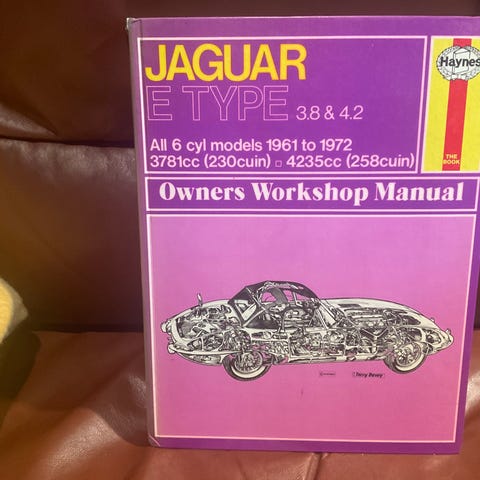 JAGUAR
E TYPE 3.8 & 4.2
All 6 cyl models 1961 to 1972
3781cc (230cuin) □ 4235cc (258cuin)
Haynes
THE
BOOK
Owners Workshop Manual
Terry Davey